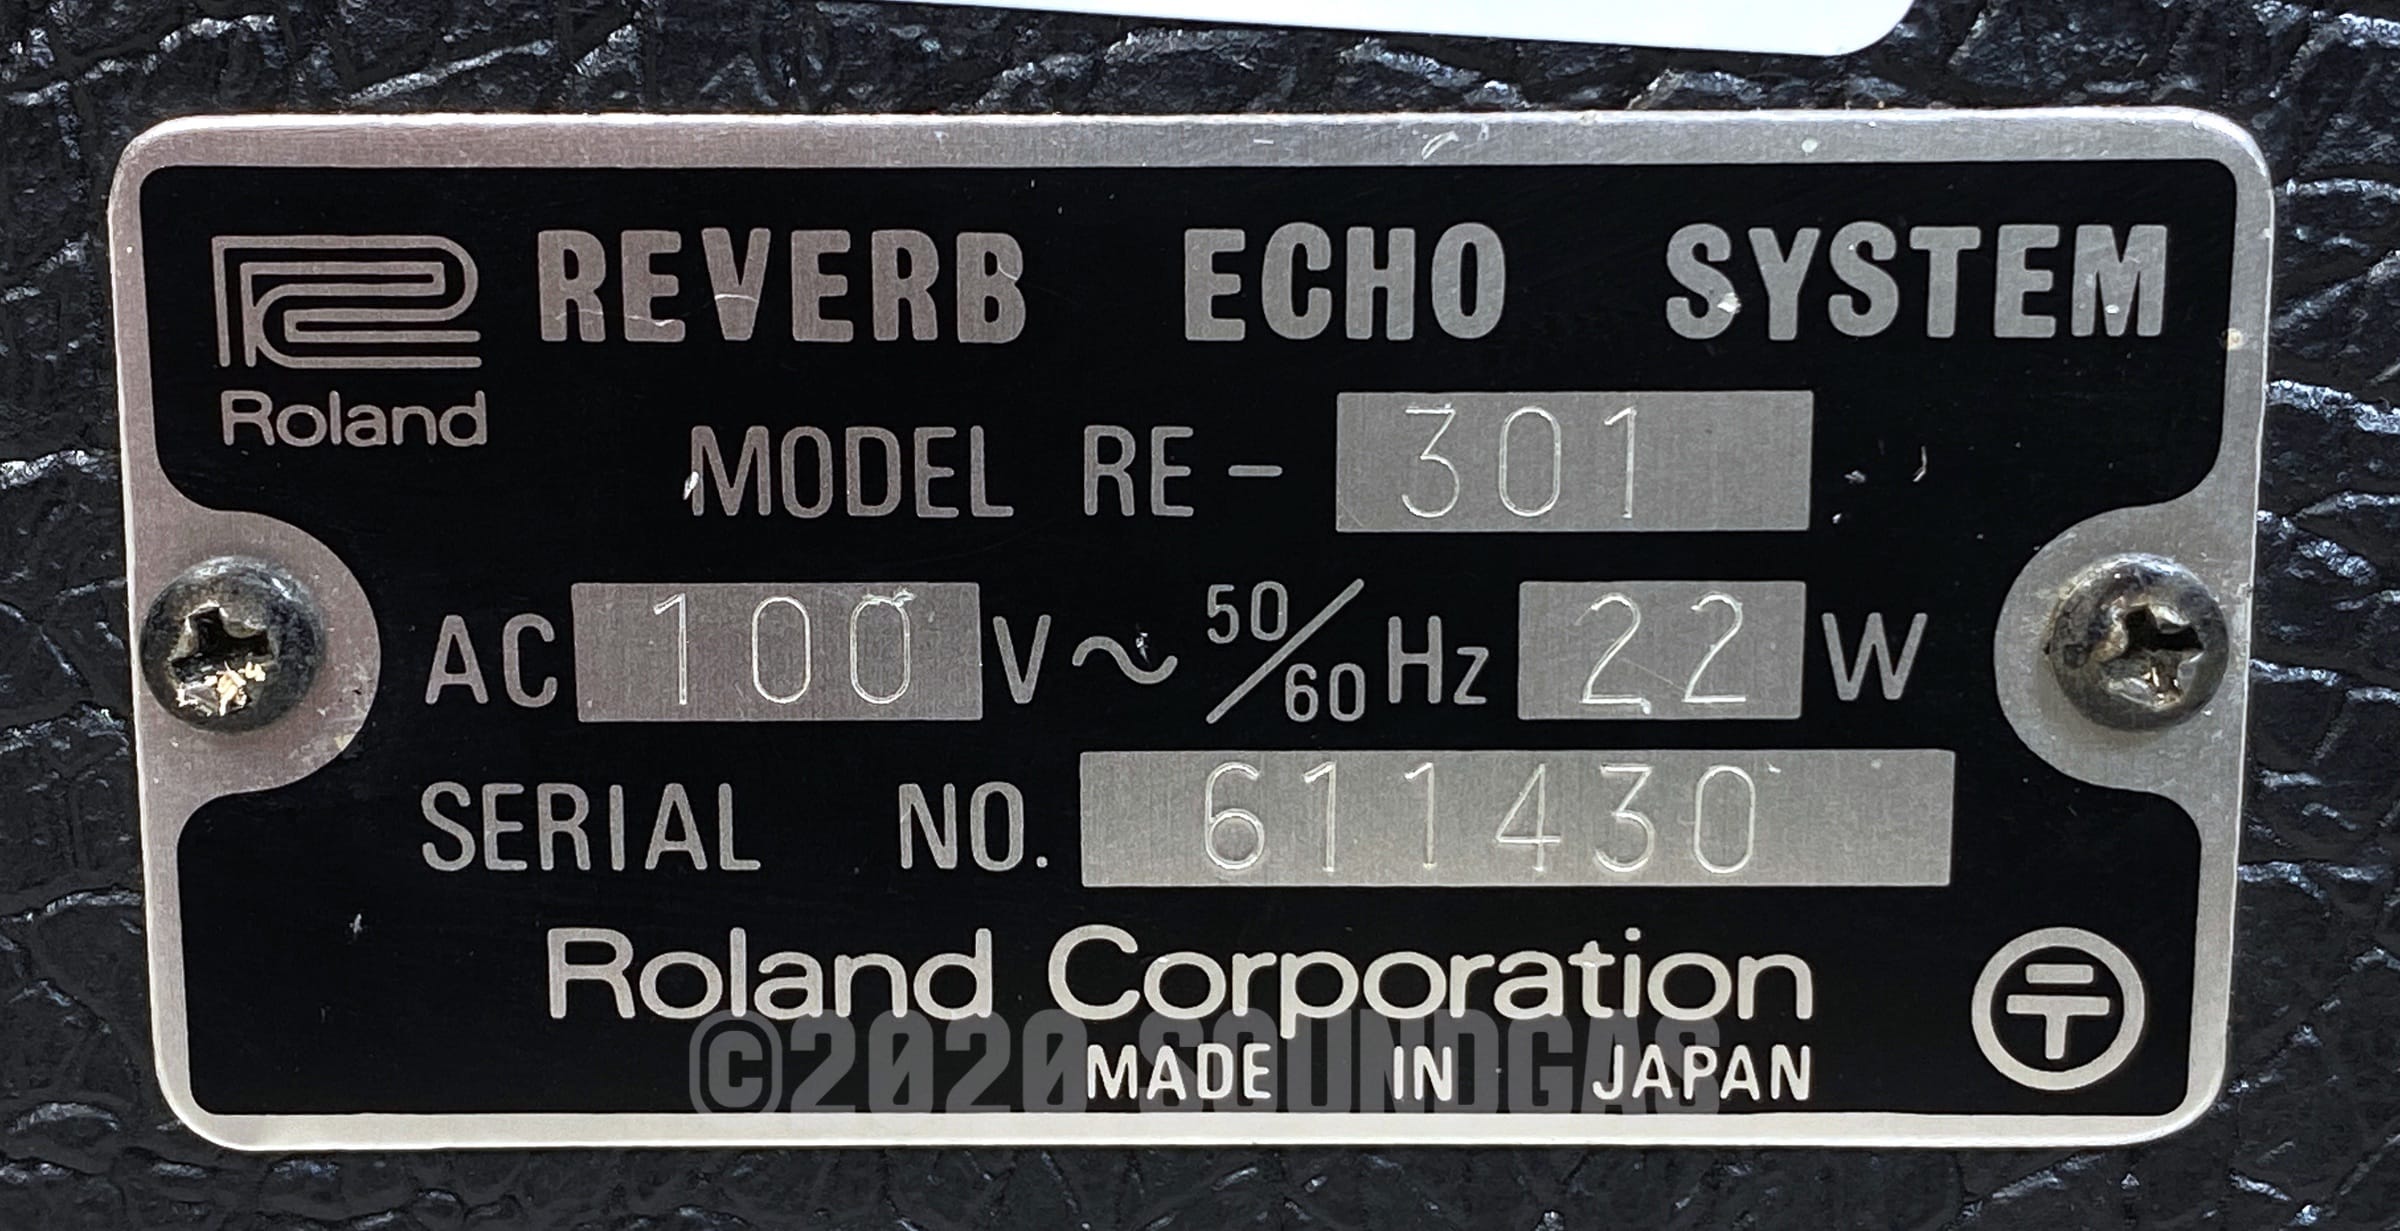 REVERB ECHO SYSTEM
Roland
MODEL RE-301
AC 100 V ~ 50/60 Hz 22 W
SERIAL NO. 611430
Roland Corporation
MADE IN JAPAN
©2020 SOUNDGAS